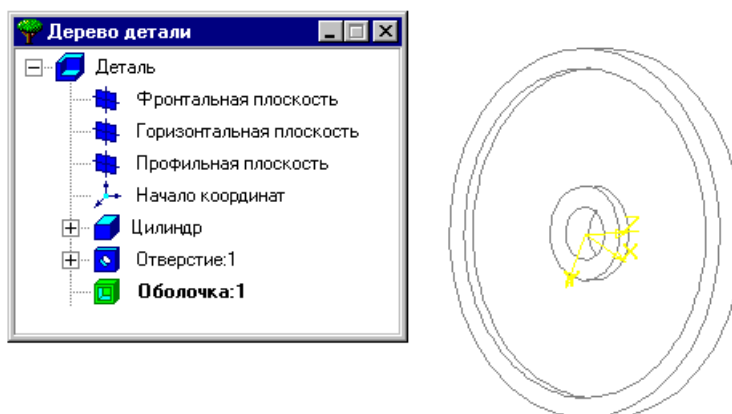 Дерево детали
Деталь
Фронтальная плоскость
Горизонтальная плоскость
Профильная плоскость
Начало координат
Цилиндр
Отверстие:1
Оболочка:1
Z
X